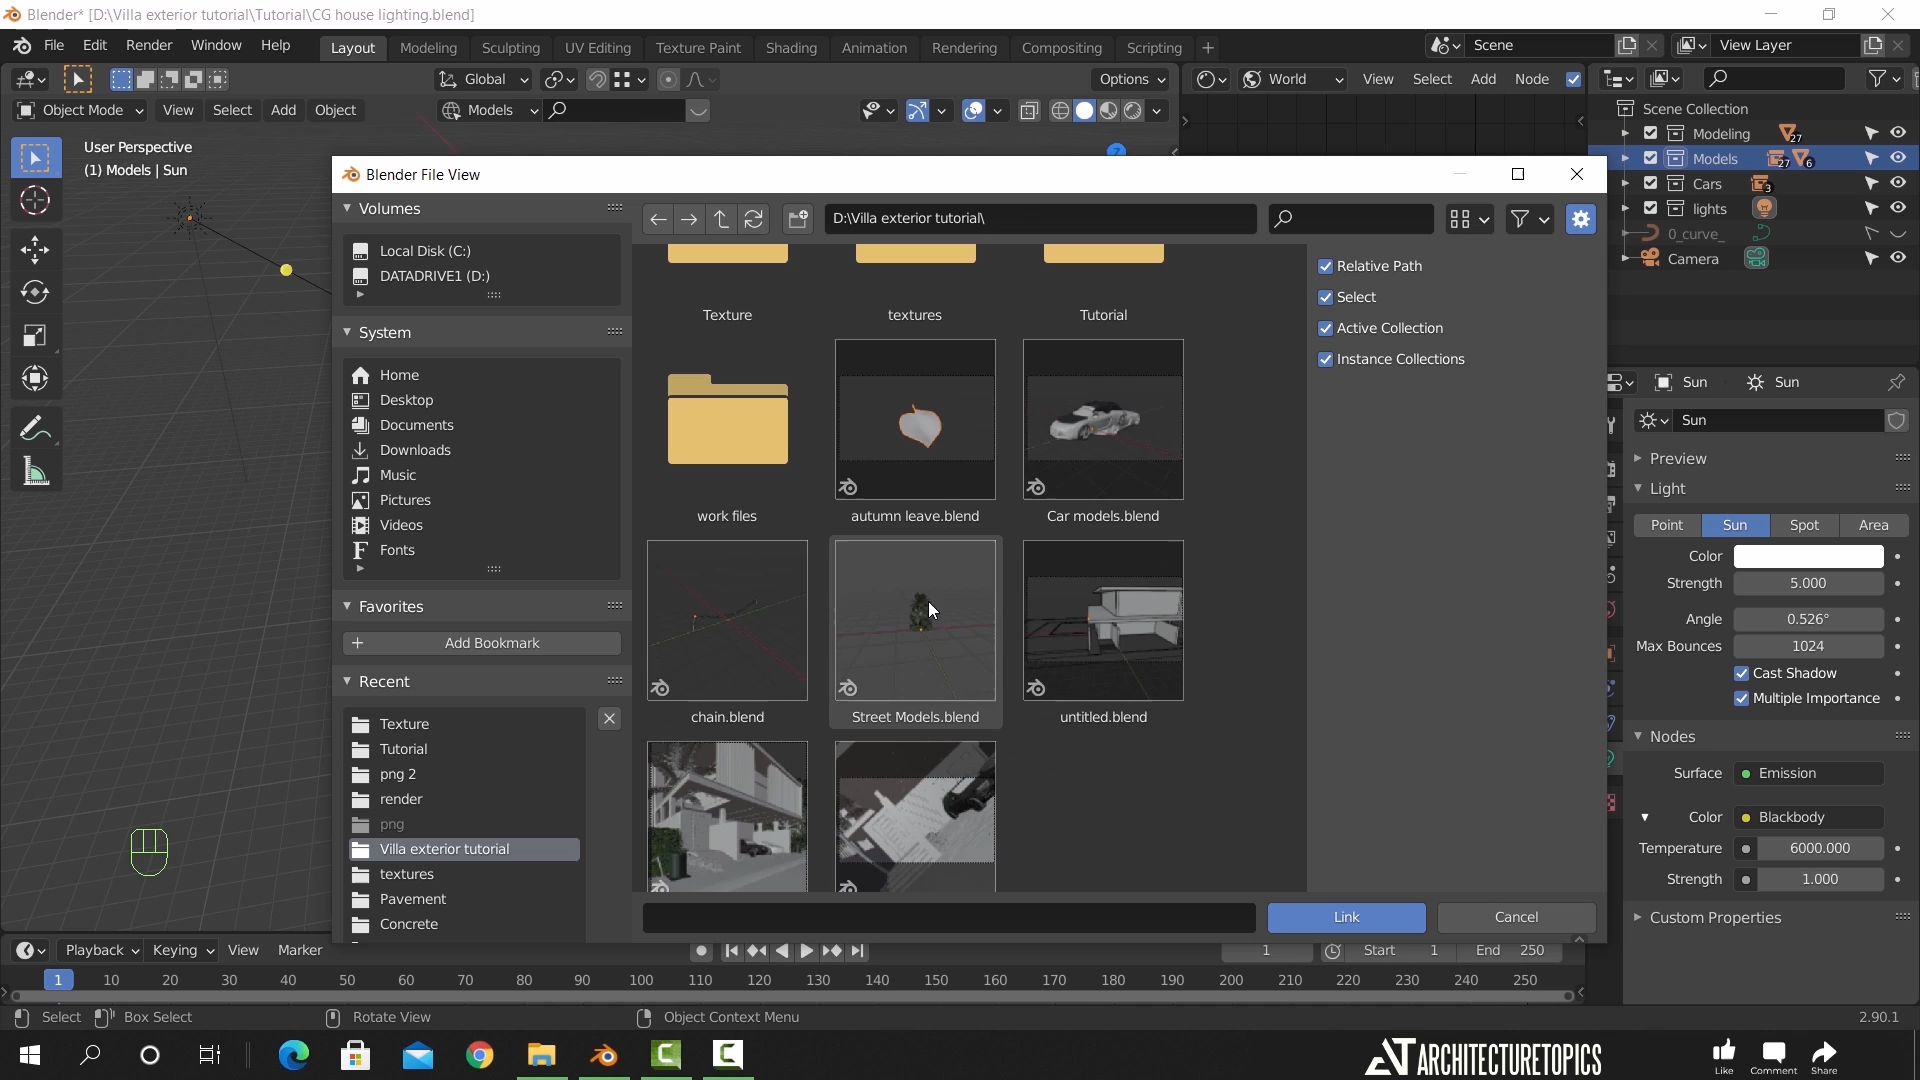 Blender* [D:\Villa exterior tutorial\Tutorial\CG house lighting.blend]
File Edit Render Window Help Layout Modeling Sculpting UV Editing Texture Paint Shading Animation Rendering Compositing Scripting + Scene View Layer
Global Options World View Select Add Node
Object Mode View Select Add Object Models Scene Collection
User Perspective
(1) Models | Sun
Modeling 27
Models 27 6
Cars 3
lights
0_curve_
Camera
Blender File View
Volumes
Local Disk (C:)
DATADRIVE1 (D:)
System
Home
Desktop
Documents
Downloads
Music
Pictures
Videos
Fonts
Favorites
+ Add Bookmark
Recent
Texture
Tutorial
png 2
render
png
Villa exterior tutorial
textures
Pavement
Concrete
D:\Villa exterior tutorial\
Texture textures Tutorial
work files autumn leave.blend Car models.blend
chain.blend Street Models.blend untitled.blend
Relative Path
Select
Active Collection
Instance Collections
Link Cancel
Sun Sun
Sun
Preview
Light
Point Sun Spot Area
Color
Strength 5.000
Angle 0.526°
Max Bounces 1024
Cast Shadow
Multiple Importance
Nodes
Surface Emission
Color Blackbody
Temperature 6000.000
Strength 1.000
Custom Properties
Playback Keying View Marker 1 Start 1 End 250
1 10 20 30 40 50 60 70 80 90 100 110 120 130 140 150 160 170 180 190 200 210 220 230 240 250
Select Box Select Rotate View Object Context Menu 2.90.1
ARCHITECTURETOPICS
Like Comment Share